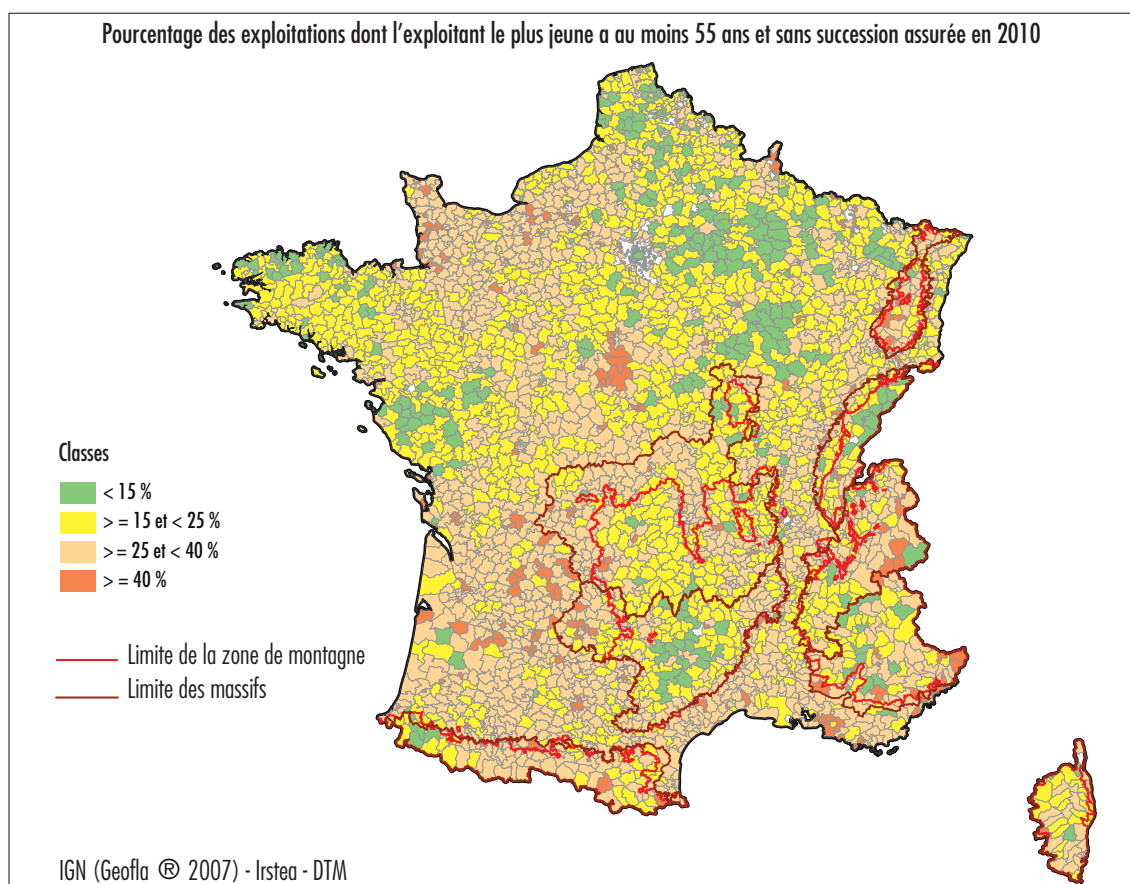 Pourcentage des exploitations dont l'exploitant le plus jeune a au moins 55 ans et sans succession assurée en 2010
Classes
< 15 %
> = 15 et < 25 %
> = 25 et < 40 %
> = 40 %
Limite de la zone de montagne
Limite des massifs
IGN (Geofla ® 2007) - Irstea - DTM